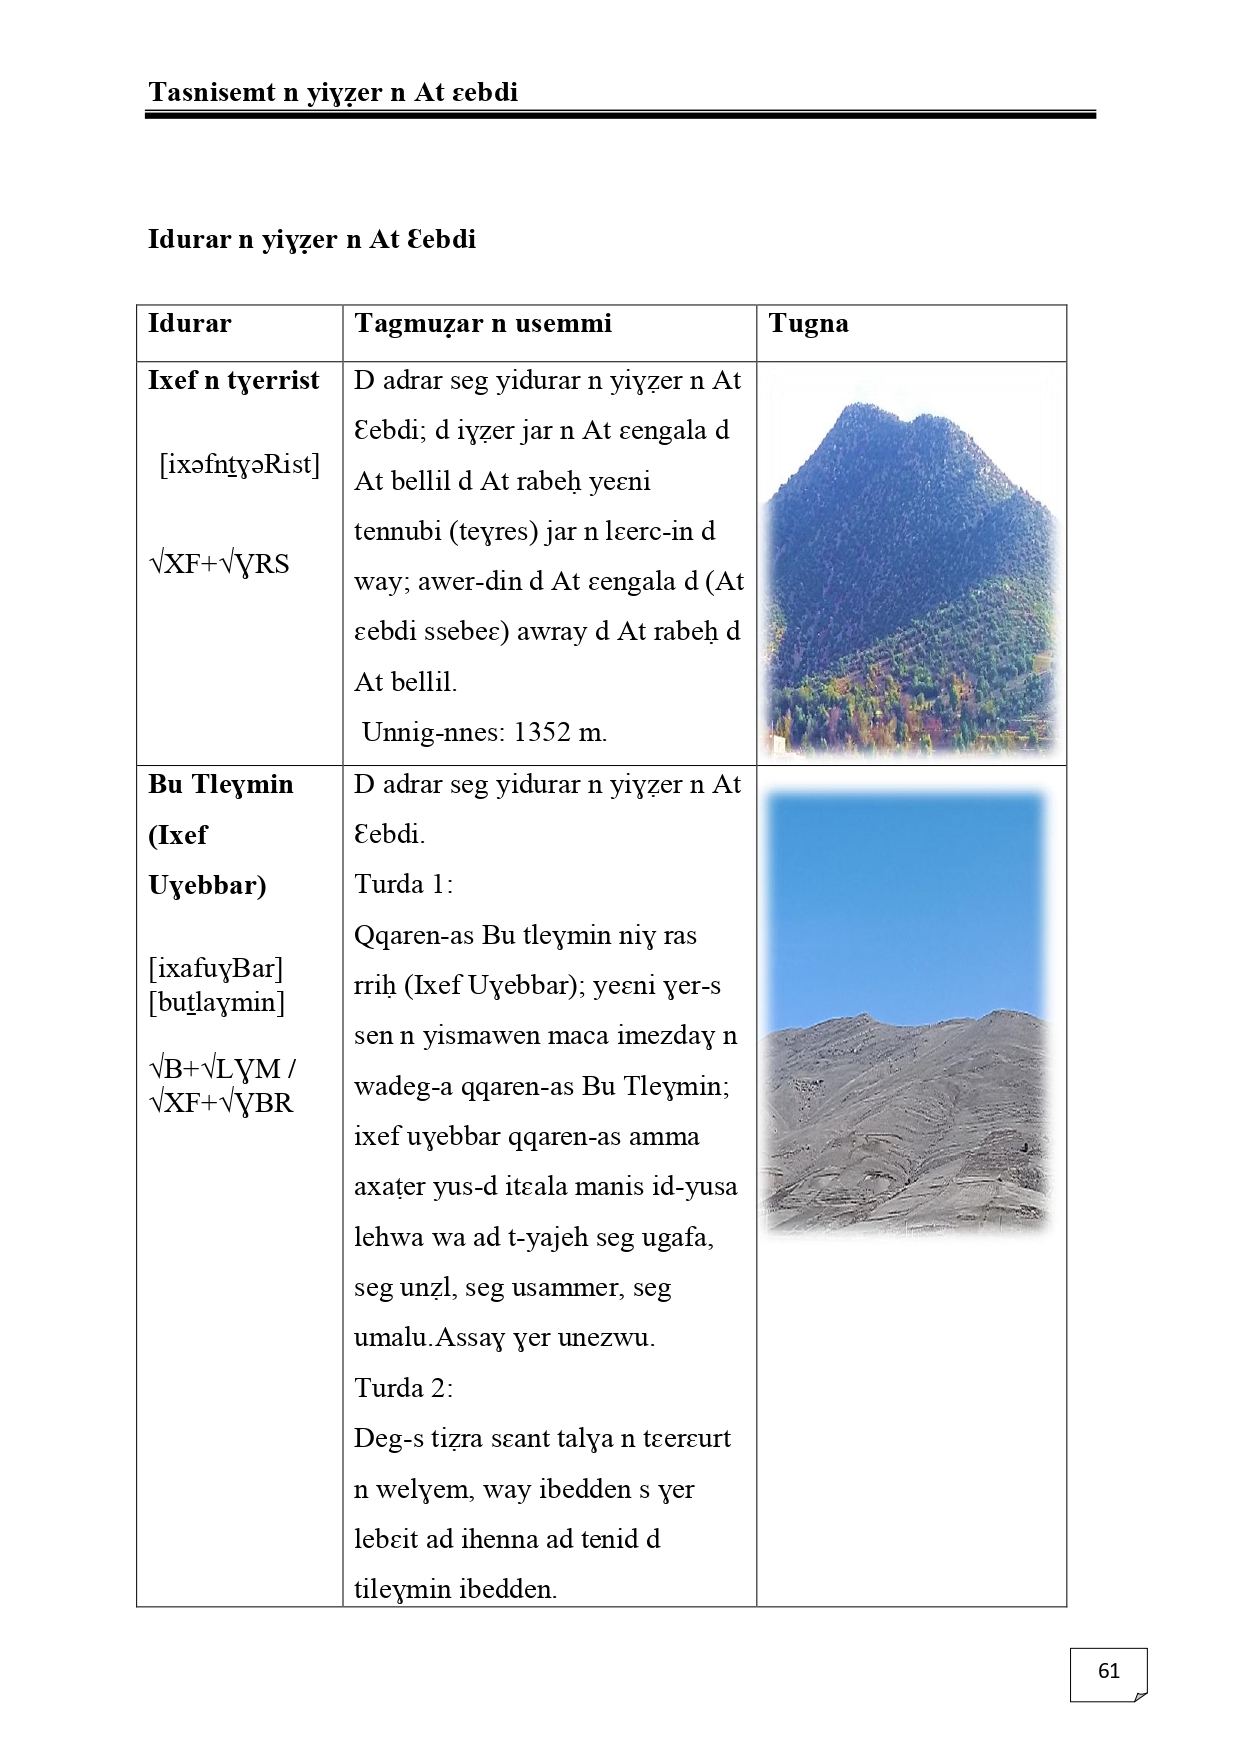 Tasnisemt n yiɣẓer n At ɛebdi
Idurar n yiɣẓer n At Ɛebdi
Idurar
Tagmuẓar n usemmi
Tugna
Ixef n tɣerrist
[ixəfnṯɣəRist]
√XF+√ƔRS
D adrar seg yidurar n yiɣẓer n At
Ɛebdi; d iɣẓer jar n At ɛengala d
At bellil d At rabeḥ yeɛni
tennubi (teɣres) jar n lɛerc-in d
way; awer-din d At ɛengala d (At
ɛebdi ssebeɛ) awray d At rabeḥ d
At bellil.
Unnig-nnes: 1352 m.
Bu Tleɣmin
(Ixef
Uɣebbar)
[ixafuɣBar]
[buṯlaɣmin]
√B+√LƔM /
√XF+√ƔBR
D adrar seg yidurar n yiɣẓer n At
Ɛebdi.
Turda 1:
Qqaren-as Bu tleɣmin niɣ ras
rriḥ (Ixef Uɣebbar); yeɛni ɣer-s
sen n yismawen maca imezdaɣ n
wadeg-a qqaren-as Bu Tleɣmin;
ixef uɣebbar qqaren-as amma
axaṭer yus-d itɛala manis id-yusa
lehwa wa ad t-yajeh seg ugafa,
seg unẓl, seg usammer, seg
umalu.Assaɣ ɣer unezwu.
Turda 2:
Deg-s tiẓra sɛant talɣa n tɛerɛurt
n welɣem, way ibedden s ɣer
lebɛit ad ihenna ad tenid d
tileɣmin ibedden.
61